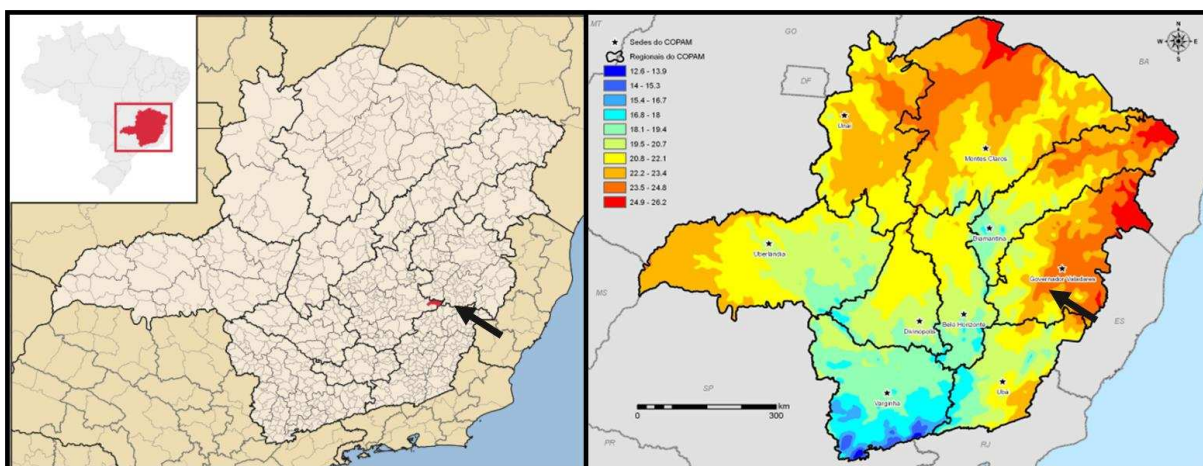 MT
GO
DF
BA
MS
SP
PR
RJ
ES
N
W
E
S
Sedes do COPAM
Regionais do COPAM
12.6 - 13.9
14 - 15.3
15.4 - 16.7
16.8 - 18
18.1 - 19.4
19.5 - 20.7
20.8 - 22.1
22.2 - 23.4
23.5 - 24.8
24.9 - 26.2
Unaí
Montes Claros
Diamantina
Uberlândia
Governador Valadares
Belo Horizonte
Divinópolis
Varginha
Ubá
0
300
km